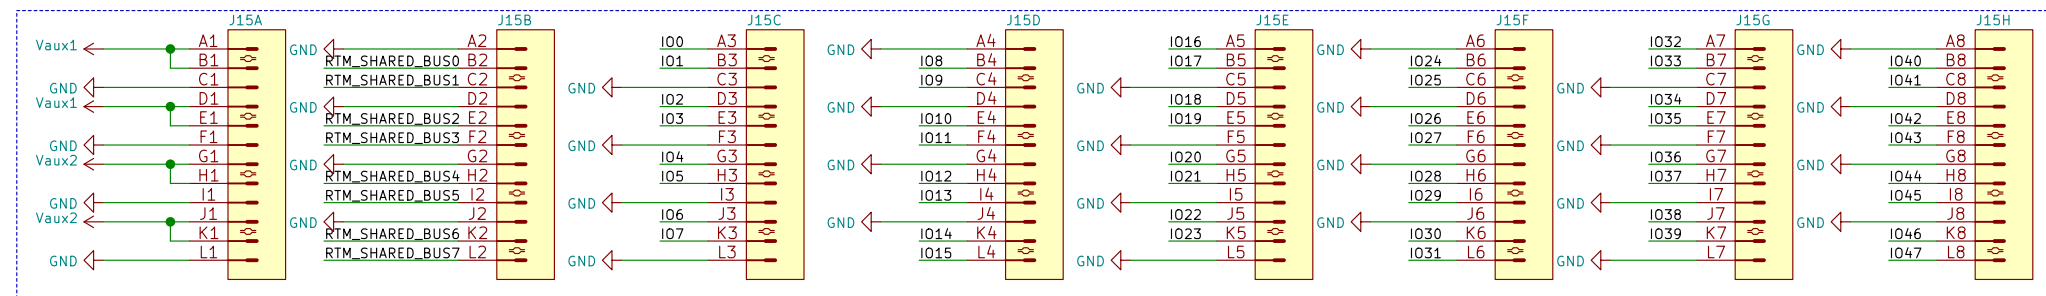 J15A J15B J15C J15D J15E J15F J15G J15H
Vaux1 A1 GND A2 IO0 A3 GND A4 IO16 A5 GND A6 IO32 A7 GND A8
B1 RTM_SHARED_BUS0 B2 IO1 B3 IO8 B4 IO17 B5 IO24 B6 IO33 B7 IO40 B8
GND C1 RTM_SHARED_BUS1 C2 GND C3 IO9 C4 GND C5 IO25 C6 GND C7 IO41 C8
Vaux1 D1 GND D2 IO2 D3 GND D4 IO18 D5 GND D6 IO34 D7 GND D8
E1 RTM_SHARED_BUS2 E2 IO3 E3 IO10 E4 IO19 E5 IO26 E6 IO35 E7 IO42 E8
GND F1 RTM_SHARED_BUS3 F2 GND F3 IO11 F4 GND F5 IO27 F6 GND F7 IO43 F8
Vaux2 G1 GND G2 IO4 G3 GND G4 IO20 G5 GND G6 IO36 G7 GND G8
H1 RTM_SHARED_BUS4 H2 IO5 H3 IO12 H4 IO21 H5 IO28 H6 IO37 H7 IO44 H8
GND I1 RTM_SHARED_BUS5 I2 GND I3 IO13 I4 GND I5 IO29 I6 GND I7 IO45 I8
Vaux2 J1 GND J2 IO6 J3 GND J4 IO22 J5 GND J6 IO38 J7 GND J8
K1 RTM_SHARED_BUS6 K2 IO7 K3 IO14 K4 IO23 K5 IO30 K6 IO39 K7 IO46 K8
GND L1 RTM_SHARED_BUS7 L2 GND L3 IO15 L4 GND L5 IO31 L6 GND L7 IO47 L8